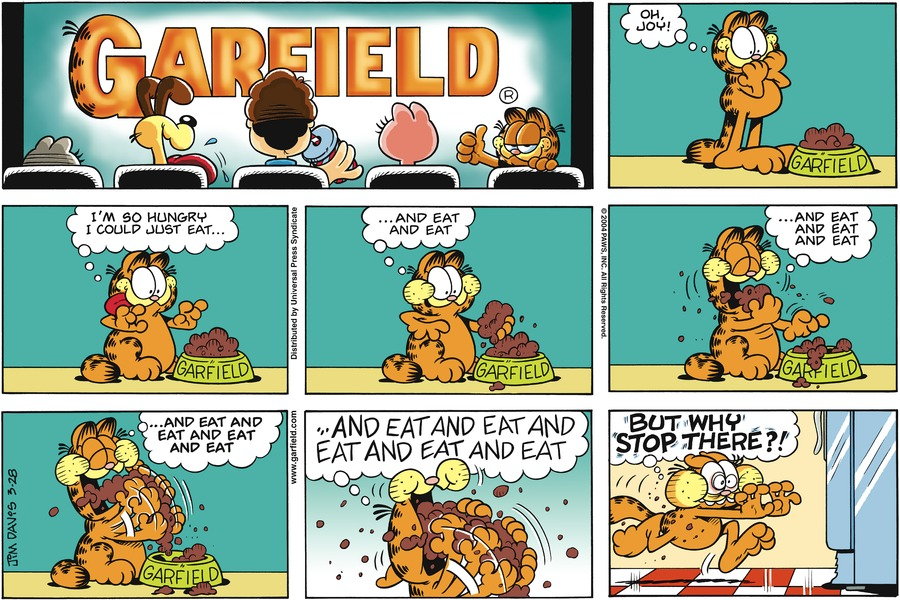 GARFIELD
®
OH,
JOY!
GARFIELD
I'M SO HUNGRY
I COULD JUST EAT...
GARFIELD
Distributed by Universal Press Syndicate
...AND EAT
AND EAT
GARFIELD
© 2004 PAWS, INC. All Rights Reserved.
...AND EAT
AND EAT
AND EAT
GARFIELD
JIM DAVIS 3-28
...AND EAT AND
EAT AND EAT
AND EAT
GARFIELD
www.garfield.com
...AND EAT AND EAT AND
EAT AND EAT AND EAT
BUT WHY
STOP THERE?!